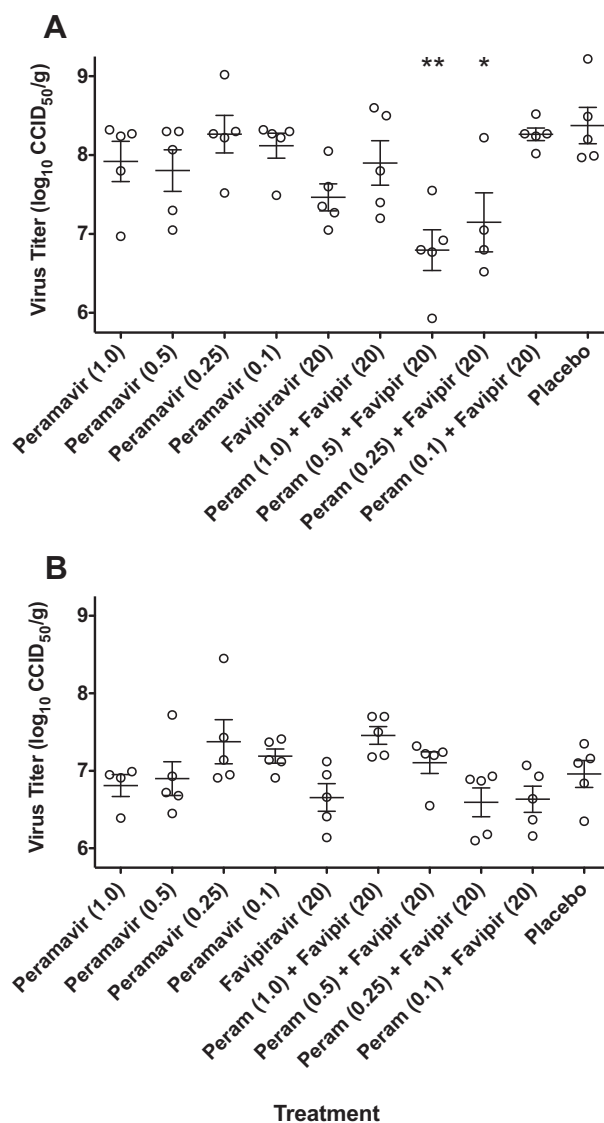 A
Virus Titer (log10 CCID50/g)
9
8
7
6
** *
Peramavir (1.0)
Peramavir (0.5)
Peramavir (0.25)
Peramavir (0.1)
Favipiravir (20)
Peram (1.0) + Favipir (20)
Peram (0.5) + Favipir (20)
Peram (0.25) + Favipir (20)
Peram (0.1) + Favipir (20)
Placebo
B
Virus Titer (log10 CCID50/g)
9
8
7
6
Peramavir (1.0)
Peramavir (0.5)
Peramavir (0.25)
Peramavir (0.1)
Favipiravir (20)
Peram (1.0) + Favipir (20)
Peram (0.5) + Favipir (20)
Peram (0.25) + Favipir (20)
Peram (0.1) + Favipir (20)
Placebo
Treatment